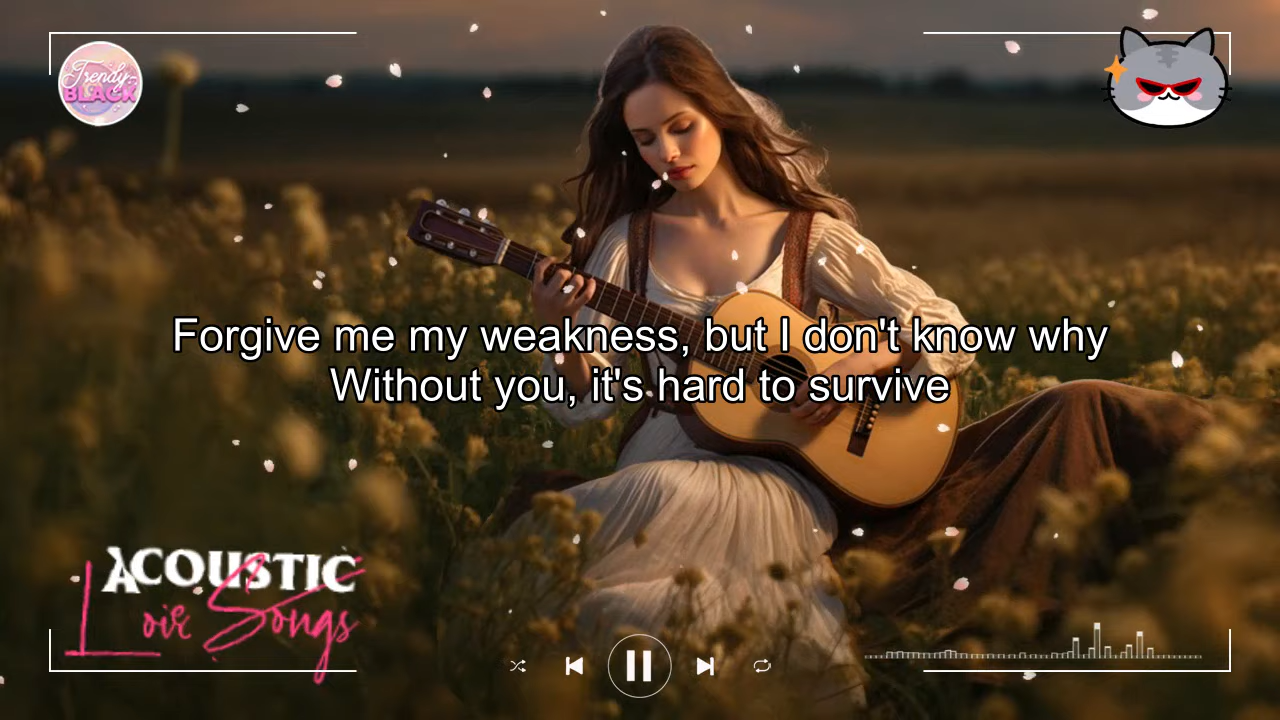 Trendy
BLACK
Forgive me my weakness, but I don't know why
Without you, it's hard to survive
ACOUSTIC
Love Songs